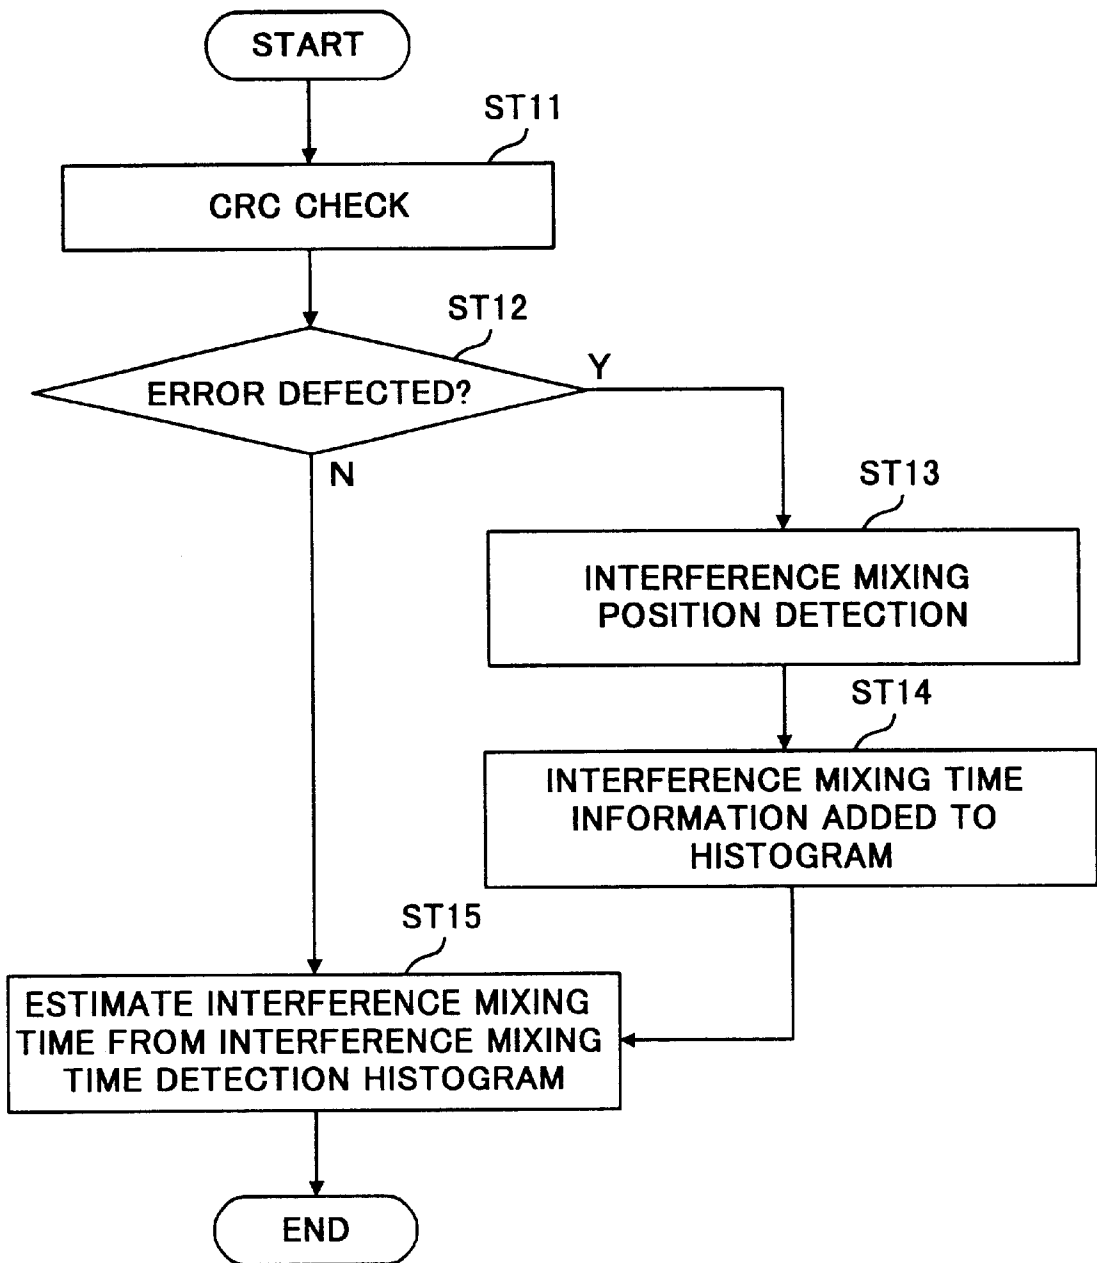 START
ST11
CRC CHECK
ST12
ERROR DEFECTED?
Y
N
ST13
INTERFERENCE MIXING
POSITION DETECTION
ST14
INTERFERENCE MIXING TIME
INFORMATION ADDED TO
HISTOGRAM
ST15
ESTIMATE INTERFERENCE MIXING
TIME FROM INTERFERENCE MIXING
TIME DETECTION HISTOGRAM
END